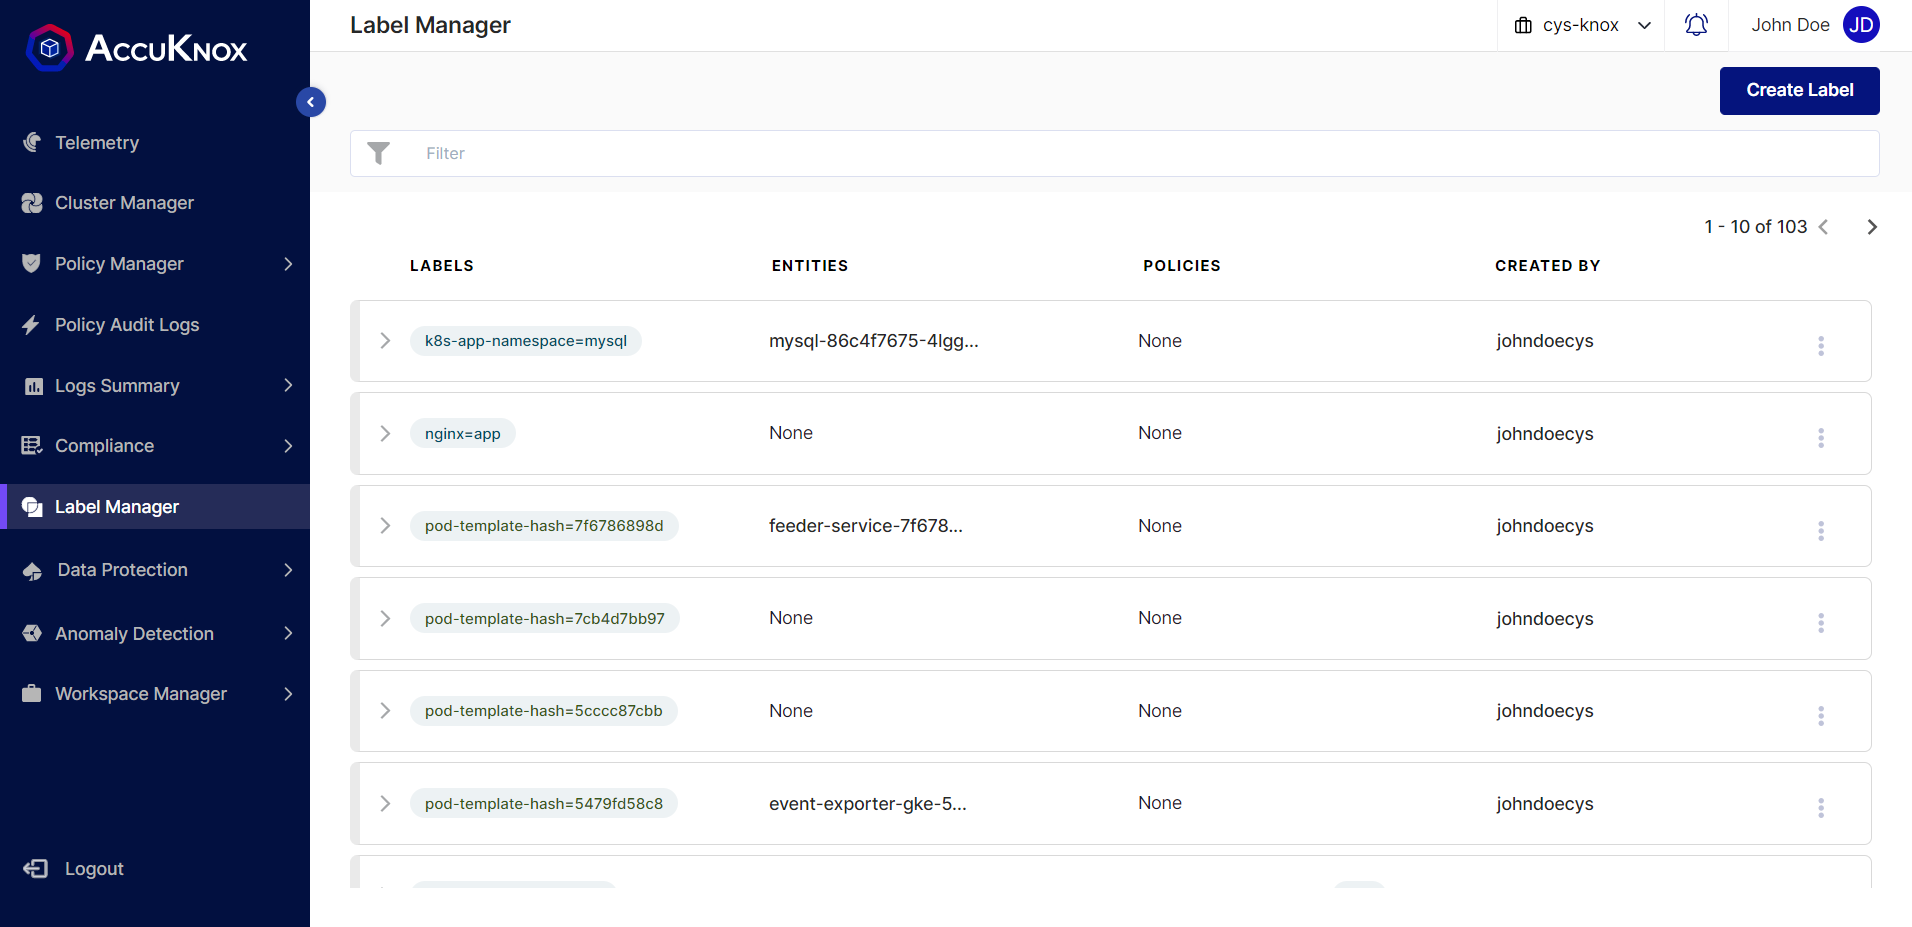 ACCUKNOX
Label Manager
cys-knox
John Doe
JD
Telemetry
Cluster Manager
Policy Manager
Policy Audit Logs
Logs Summary
Compliance
Label Manager
Data Protection
Anomaly Detection
Workspace Manager
Logout
Create Label
Filter
1 - 10 of 103
LABELS ENTITIES POLICIES CREATED BY
k8s-app-namespace=mysql mysql-86c4f7675-4lgg... None johndoecys
nginx=app None None johndoecys
pod-template-hash=7f6786898d feeder-service-7f678... None johndoecys
pod-template-hash=7cb4d7bb97 None None johndoecys
pod-template-hash=5cccc87cbb None None johndoecys
pod-template-hash=5479fd58c8 event-exporter-gke-5... None johndoecys